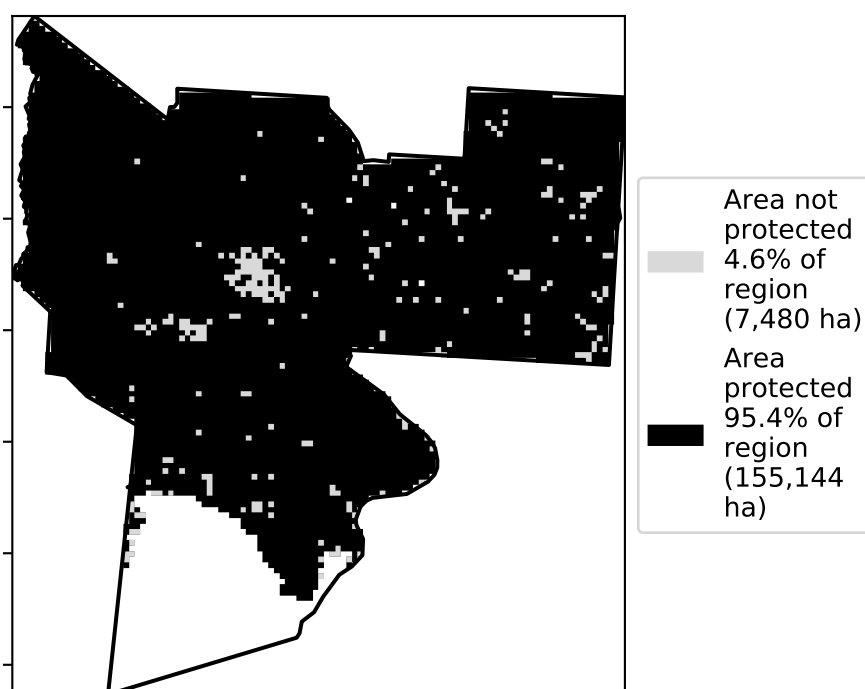 Area not
protected
4.6% of
region
(7,480 ha)
Area
protected
95.4% of
region
(155,144
ha)